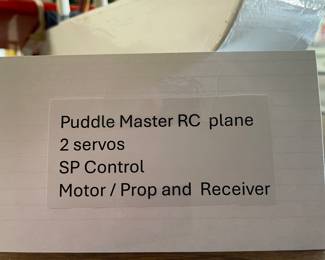 Puddle Master RC plane
2 servos
SP Control
Motor / Prop and Receiver